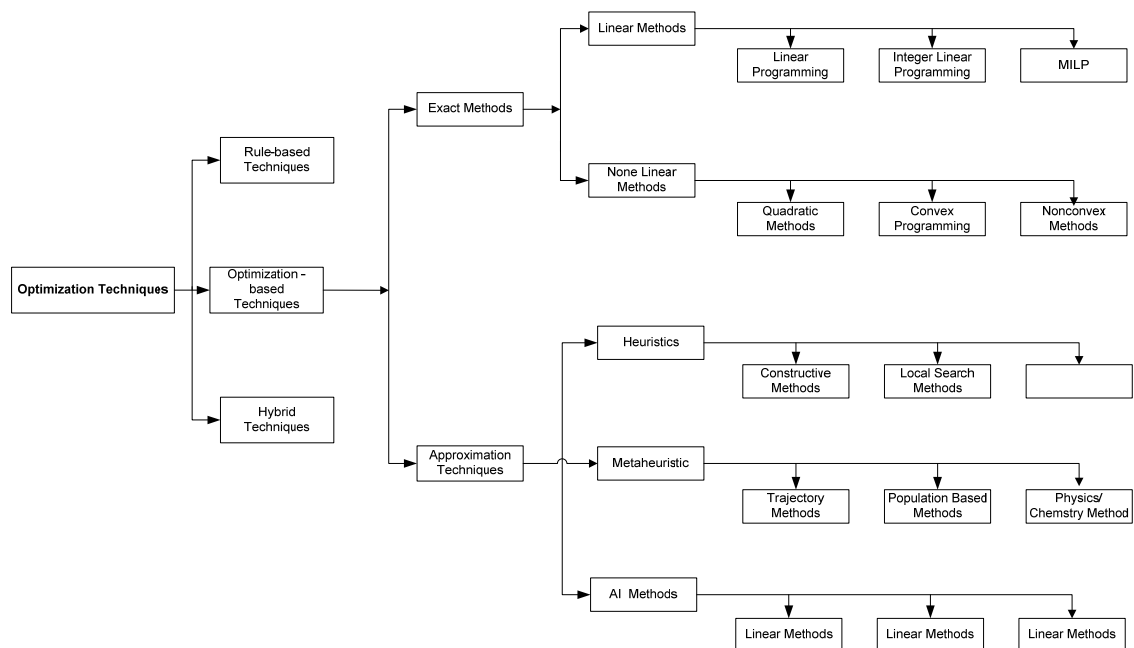 Linear Methods
Linear
Programming
Integer Linear
Programming
MILP
Exact Methods
Rule-based
Techniques
None Linear
Methods
Quadratic
Methods
Convex
Programming
Nonconvex
Methods
Optimization Techniques
Optimization -
based
Techniques
Heuristics
Constructive
Methods
Local Search
Methods
Hybrid
Techniques
Approximation
Techniques
Metaheuristic
Trajectory
Methods
Population Based
Methods
Physics/
Chemstry Method
AI Methods
Linear Methods
Linear Methods
Linear Methods